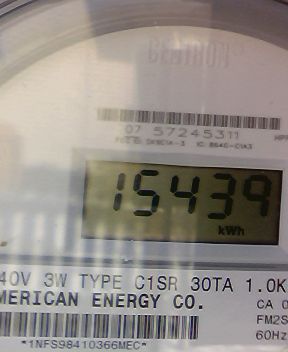 CENTRON®
07 57245311
15439
kWh
40V 3W TYPE C1SR 30TA 1.0K
MERICAN ENERGY CO. CA 0
FM2S
60Hz
*1NFS98410366MEC*